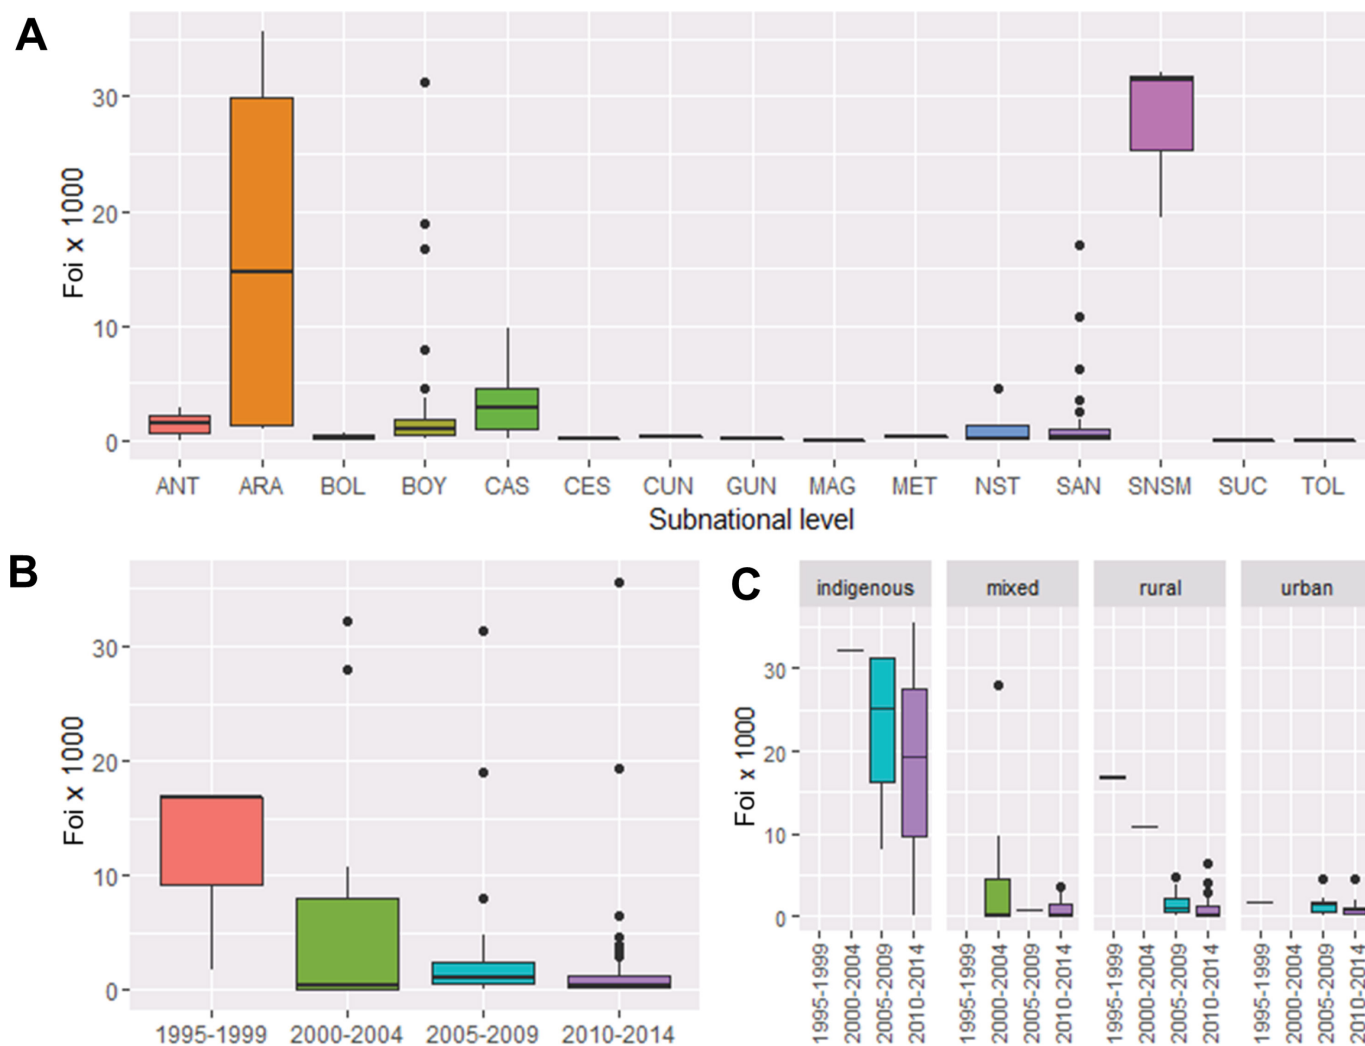 A
Foi x 1000
30
20
10
0
ANT ARA BOL BOY CAS CES CUN GUN MAG MET NST SAN SNSM SUC TOL
Subnational level
B
Foi x 1000
30
20
10
0
1995-1999 2000-2004 2005-2009 2010-2014
C
indigenous mixed rural urban
Foi x 1000
30
20
10
0
1995-1999 2000-2004 2005-2009 2010-2014 1995-1999 2000-2004 2005-2009 2010-2014 1995-1999 2000-2004 2005-2009 2010-2014 1995-1999 2000-2004 2005-2009 2010-2014